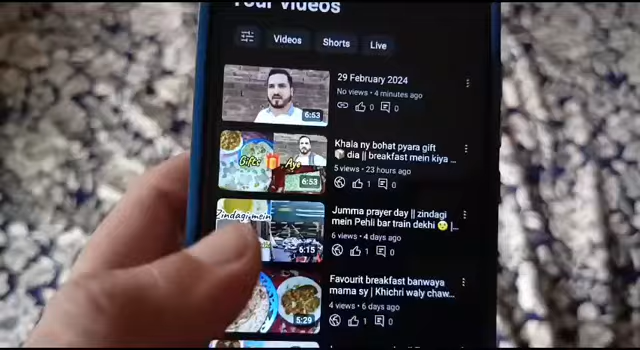 Your videos
Videos
Shorts
Live
29 February 2024
No views • 4 minutes ago
0
0
6:53
Khala ny bohat pyara gift
dia || breakfast mein kiya ...
5 views • 23 hours ago
1
0
Gifts Aye
6:53
Jumma prayer day || zindagi
mein Pehli bar train dekhi 😢 |...
6 views • 4 days ago
1
0
Zindagi mein
6:15
Favourit breakfast banwaya
mama sy | Khichri waly chaw...
4 views • 6 days ago
1
0
5:29